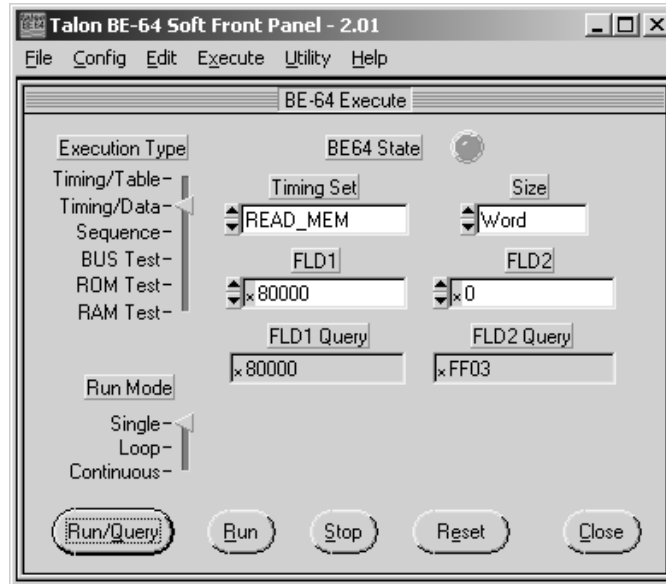 Talon BE-64 Soft Front Panel - 2.01
File Config Edit Execute Utility Help
BE-64 Execute
Execution Type
Timing/Table
Timing/Data
Sequence
BUS Test
ROM Test
RAM Test
BE64 State
Timing Set
READ_MEM
Size
Word
FLD1
x 80000
FLD2
x 0
FLD1 Query
x 80000
FLD2 Query
x FF03
Run Mode
Single
Loop
Continuous
Run/Query Run Stop Reset Close